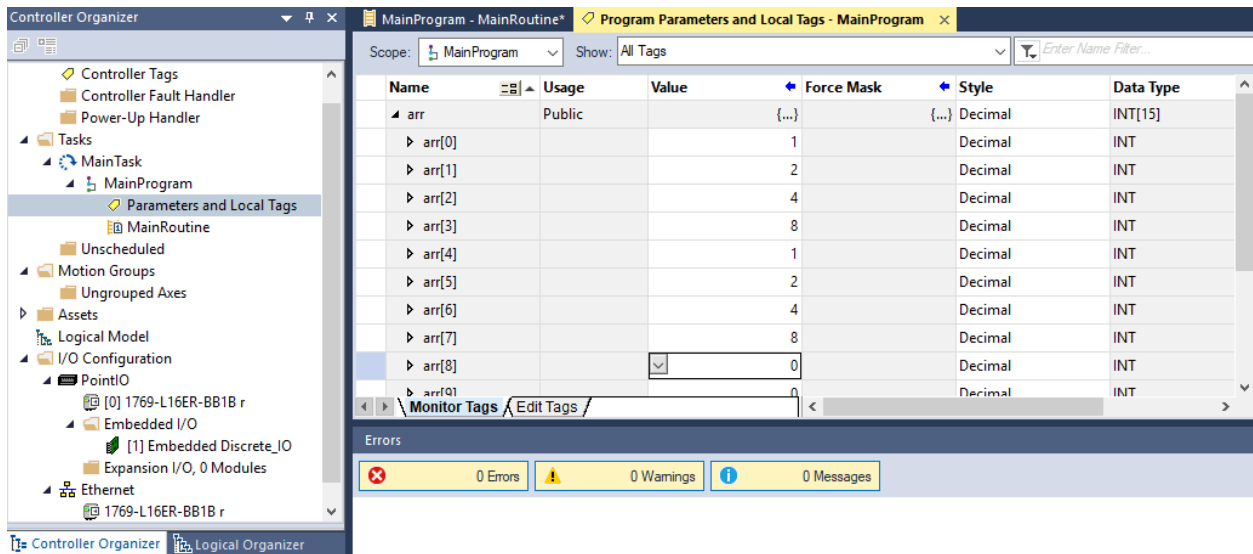 Controller Organizer
Controller Tags
Controller Fault Handler
Power-Up Handler
Tasks
MainTask
MainProgram
Parameters and Local Tags
MainRoutine
Unscheduled
Motion Groups
Ungrouped Axes
Assets
Logical Model
I/O Configuration
PointIO
[0] 1769-L16ER-BB1B r
Embedded I/O
[1] Embedded Discrete_IO
Expansion I/O, 0 Modules
Ethernet
1769-L16ER-BB1B r
Controller Organizer Logical Organizer
MainProgram - MainRoutine* Program Parameters and Local Tags - MainProgram
Scope: MainProgram Show: All Tags Enter Name Filter...
Name Usage Value Force Mask Style Data Type
arr Public {...} {...} Decimal INT[15]
arr[0] 1 Decimal INT
arr[1] 2 Decimal INT
arr[2] 4 Decimal INT
arr[3] 8 Decimal INT
arr[4] 1 Decimal INT
arr[5] 2 Decimal INT
arr[6] 4 Decimal INT
arr[7] 8 Decimal INT
arr[8] 0 Decimal INT
arr[9] 0 Decimal INT
Monitor Tags Edit Tags
Errors
0 Errors 0 Warnings 0 Messages